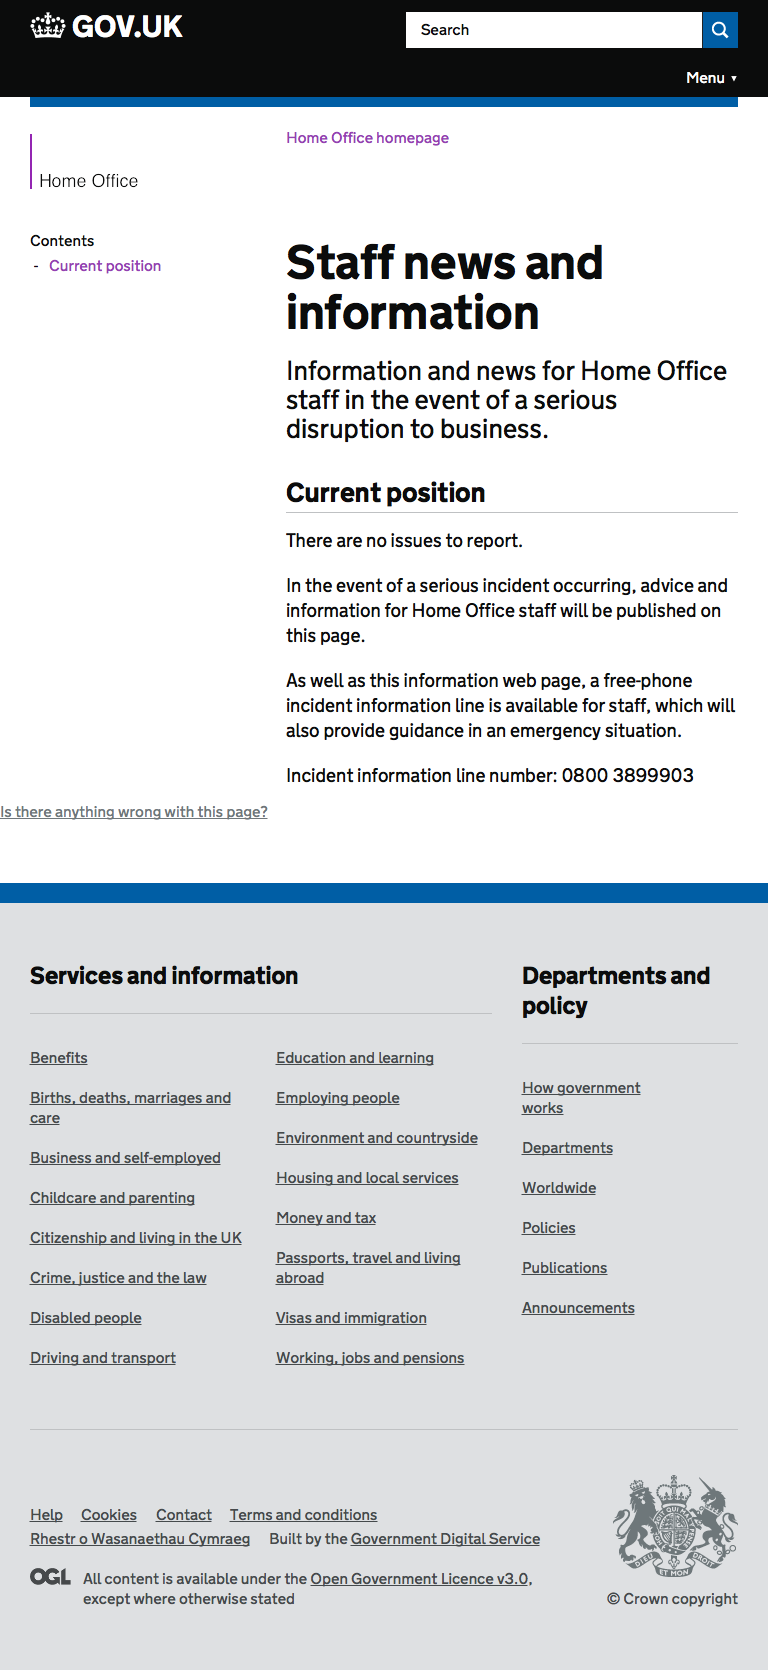 GOV.UK
Search
Menu ▼
Home Office homepage
Home Office
Contents
- Current position
Staff news and
information
Information and news for Home Office
staff in the event of a serious
disruption to business.
Current position
There are no issues to report.
In the event of a serious incident occurring, advice and
information for Home Office staff will be published on
this page.
As well as this information web page, a free-phone
incident information line is available for staff, which will
also provide guidance in an emergency situation.
Incident information line number: 0800 3899903
Is there anything wrong with this page?
Services and information
Benefits
Births, deaths, marriages and
care
Business and self-employed
Childcare and parenting
Citizenship and living in the UK
Crime, justice and the law
Disabled people
Driving and transport
Education and learning
Employing people
Environment and countryside
Housing and local services
Money and tax
Passports, travel and living
abroad
Visas and immigration
Working, jobs and pensions
Departments and
policy
How government
works
Departments
Worldwide
Policies
Publications
Announcements
Help Cookies Contact Terms and conditions
Rhestr o Wasanaethau Cymraeg Built by the Government Digital Service
OGL
All content is available under the Open Government Licence v3.0,
except where otherwise stated
DIEU ET MON DROIT
© Crown copyright